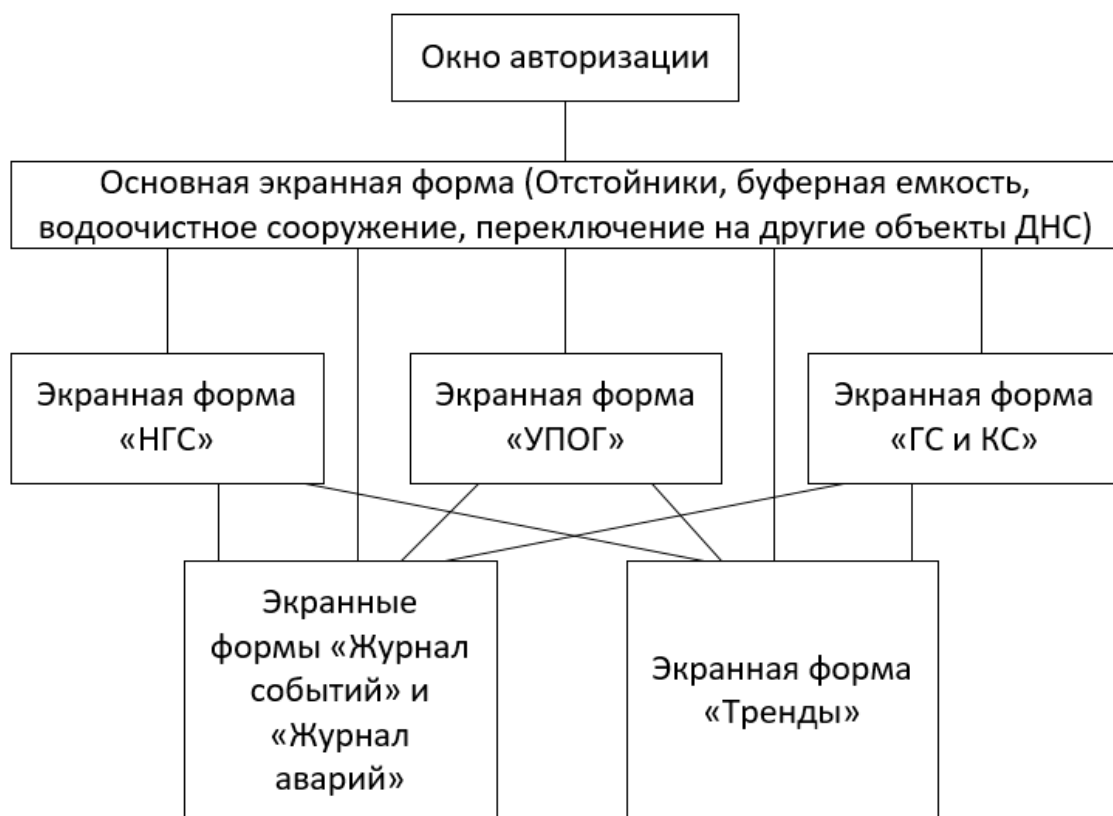 Окно авторизации
Основная экранная форма (Отстойники, буферная емкость,
водоочистное сооружение, переключение на другие объекты ДНС)
Экранная форма
«НГС»
Экранная форма
«УПОГ»
Экранная форма
«ГС и КС»
Экранные
формы «Журнал
событий» и
«Журнал
аварий»
Экранная форма
«Тренды»